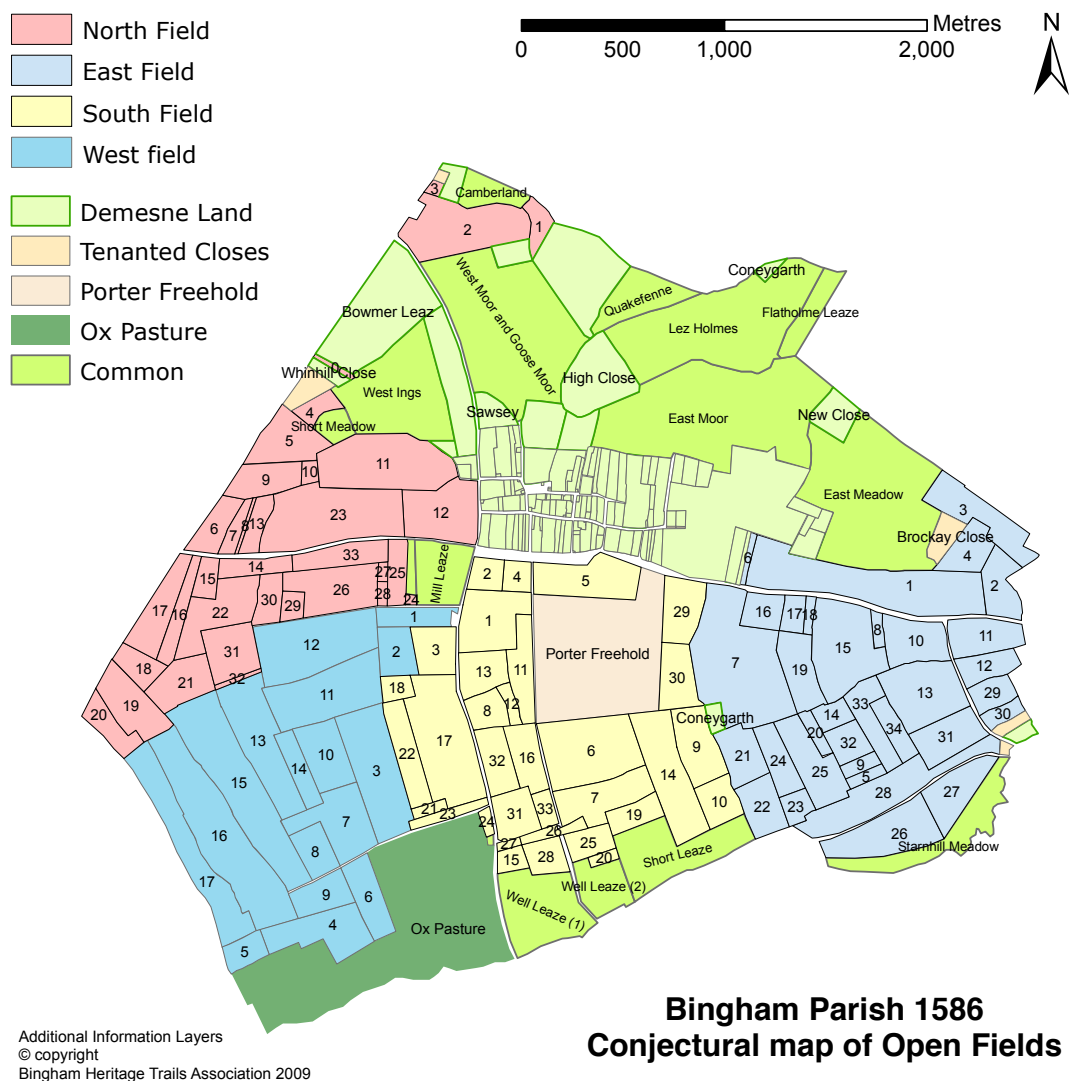 North Field
East Field
South Field
West field
Demesne Land
Tenanted Closes
Porter Freehold
Ox Pasture
Common
Metres
0 500 1,000 2,000
N
3
Camberland
2
1
West Moor and Goose Moor
Quakefenne
Coneygarth
Flatholme Leaze
Lez Holmes
Bowmer Leaz
Whinhill Close
0
West Ings
High Close
Sawsey
East Moor
New Close
4
Short Meadow
5
11
9
10
East Meadow
3
Brockay Close
4
6
7
8
13
23
12
33
14
15
27
25
Mill Leaze
26
28
24
17
16
22
30
29
31
18
21
32
19
20
2
4
5
6
1
2
1
3
29
Porter Freehold
30
13
11
8
12
18
17
22
21
23
24
32
16
31
33
26
27
15
28
6
7
14
9
10
19
25
20
Coneygarth
7
16
17
18
19
15
8
10
11
12
13
29
30
14
33
20
32
34
31
9
5
21
24
25
28
22
23
27
26
Starnhill Meadow
1
2
12
11
13
14
10
3
15
7
8
16
17
9
6
4
5
Ox Pasture
Well Leaze (1)
Well Leaze (2)
Short Leaze
Bingham Parish 1586
Conjectural map of Open Fields
Additional Information Layers
© copyright
Bingham Heritage Trails Association 2009